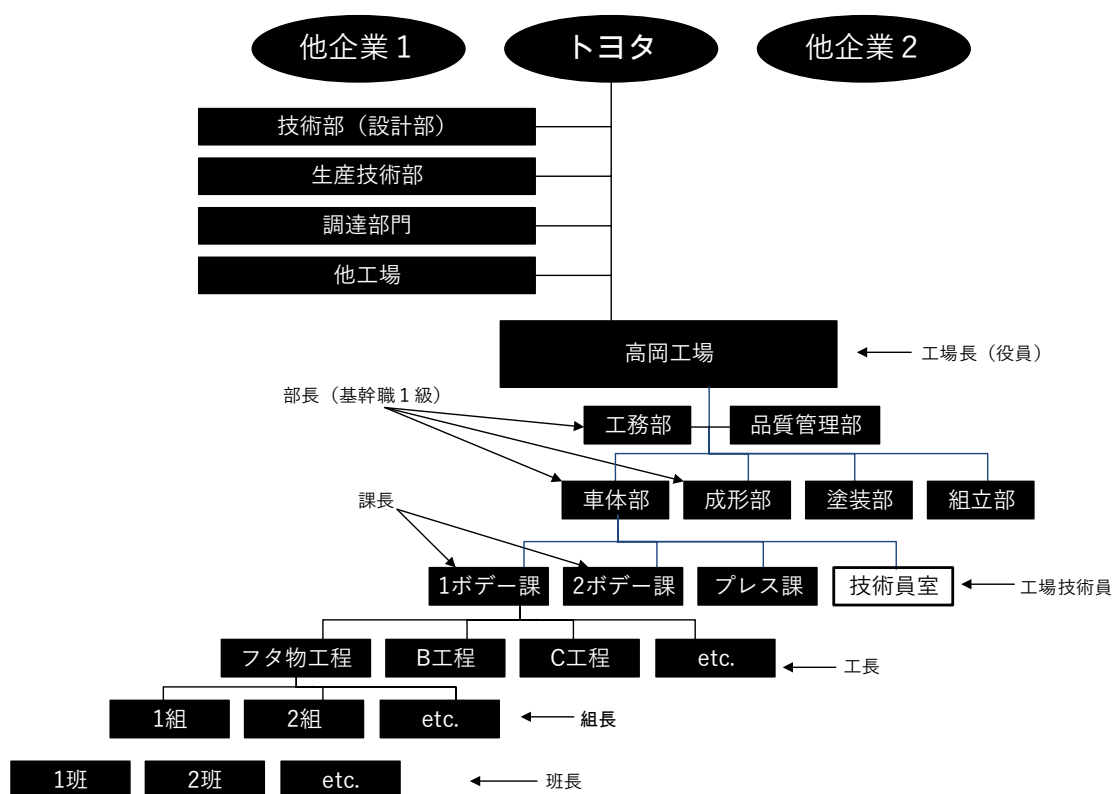 他企業1
トヨタ
他企業2
技術部（設計部）
生産技術部
調達部門
他工場
高岡工場
工場長（役員）
部長（基幹職１級）
工務部
品質管理部
車体部
成形部
塗装部
組立部
課長
1ボデー課
2ボデー課
プレス課
技術員室
工場技術員
フタ物工程
B工程
C工程
etc.
工長
1組
2組
etc.
組長
1班
2班
etc.
班長